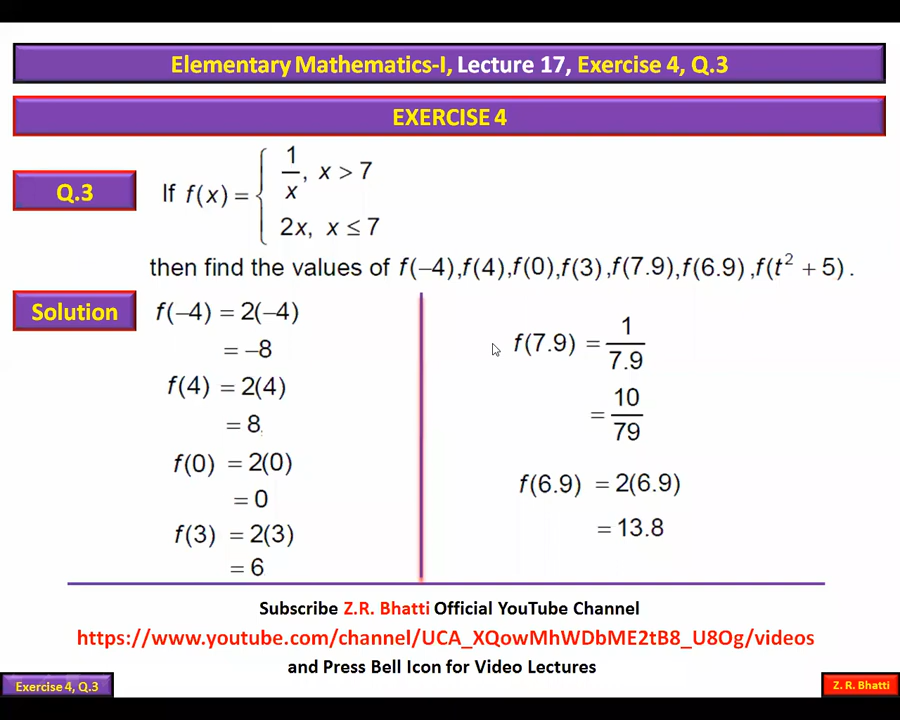 Elementary Mathematics-I, Lecture 17, Exercise 4, Q.3
EXERCISE 4
Q.3
If f(x) = { 1/x, x > 7
2x, x ≤ 7
then find the values of f(–4),f(4),f(0),f(3),f(7.9),f(6.9),f(t² + 5).
Solution
f(–4) = 2(–4)
= –8
f(4) = 2(4)
= 8
f(0) = 2(0)
= 0
f(3) = 2(3)
= 6
f(7.9) = 1/7.9
= 10/79
f(6.9) = 2(6.9)
= 13.8
Subscribe Z.R. Bhatti Official YouTube Channel
https://www.youtube.com/channel/UCA_XQowMhWDbME2tB8_U8Og/videos
and Press Bell Icon for Video Lectures
Exercise 4, Q.3
Z. R. Bhatti